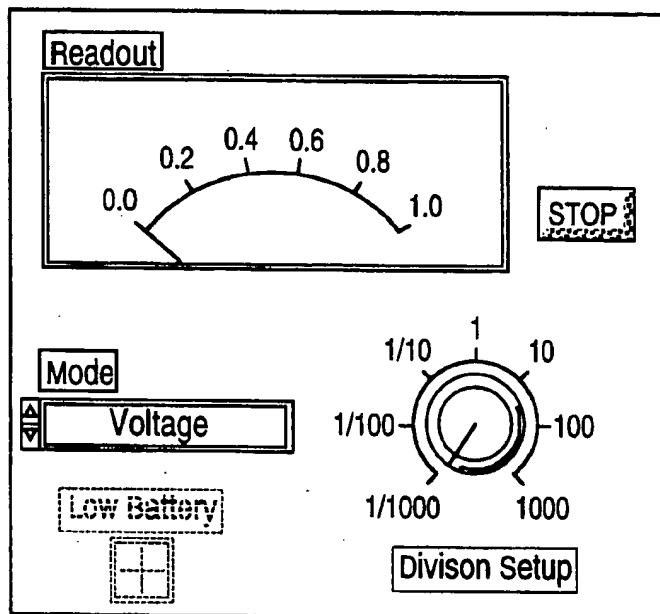 Readout
0.0 0.2 0.4 0.6 0.8 1.0
STOP
Mode
Voltage
Low Battery
1/1000 1/100 1/10 1 10 100 1000
Divison Setup